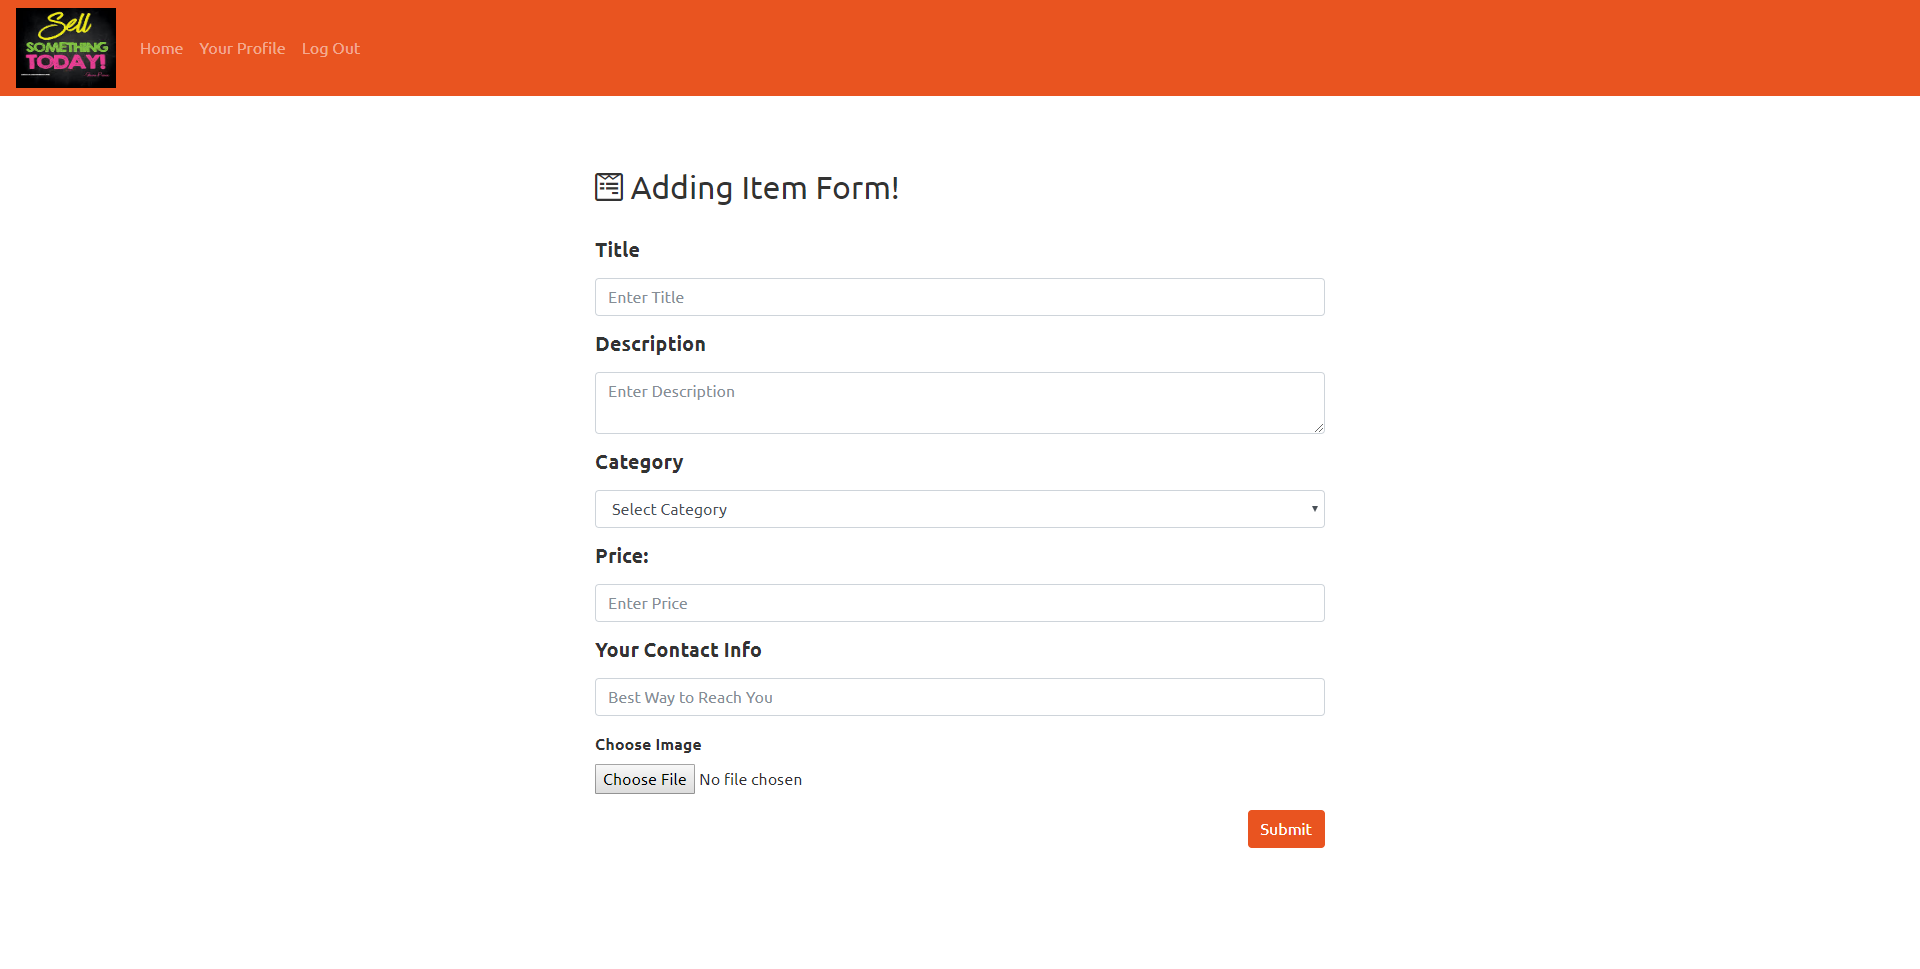 Sell
SOMETHING
TODAY!
Home Your Profile Log Out
Adding Item Form!
Title
Enter Title
Description
Enter Description
Category
Select Category
Price:
Enter Price
Your Contact Info
Best Way to Reach You
Choose Image
Choose File No file chosen
Submit